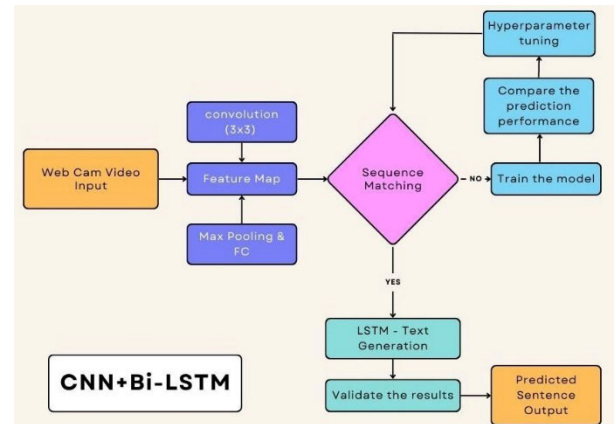 Hyperparameter
tuning
Compare the
prediction
performance
convolution
(3x3)
Web Cam Video
Input
Feature Map
Sequence
Matching
NO
Train the model
Max Pooling &
FC
YES
LSTM - Text
Generation
CNN+Bi-LSTM
Validate the results
Predicted
Sentence
Output